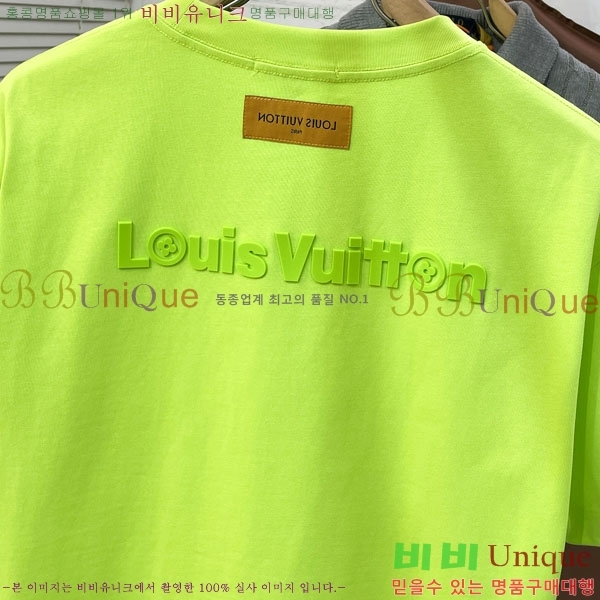 홍콩명품쇼핑몰 1위 비비유니크명품구매대행
LOUIS VUITTON
PARIS
Louis Vuitton
BBUniQue 동종업계 최고의 품질 NO.1 BBUniQue
비비 Unique
믿을수 있는 명품구매대행
-본 이미지는 비비유니크에서 촬영한 100% 실사 이미지 입니다.-